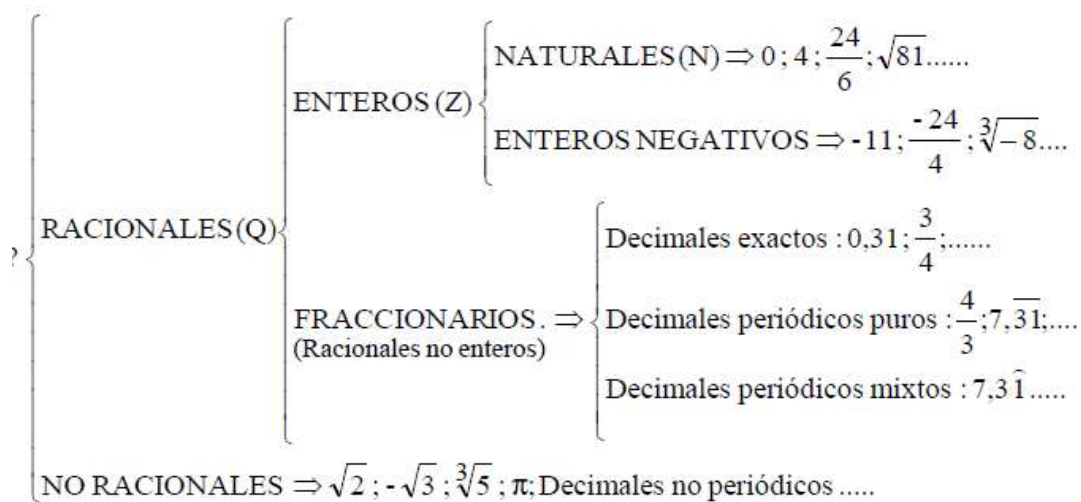 NATURALES (N) ⇒ 0 ; 4 ; 24/6 ; √81......
ENTEROS (Z)
ENTEROS NEGATIVOS ⇒ -11; -24/4 ; ∛-8....
RACIONALES (Q)
Decimales exactos : 0,31 ; 3/4 ;......
FRACCIONARIOS. ⇒
(Racionales no enteros)
Decimales periódicos puros : 4/3 ; 7,3̅1̅;....
Decimales periódicos mixtos : 7,31̂.....
NO RACIONALES ⇒ √2 ; -√3 ; ∛5 ; π; Decimales no periódicos .....